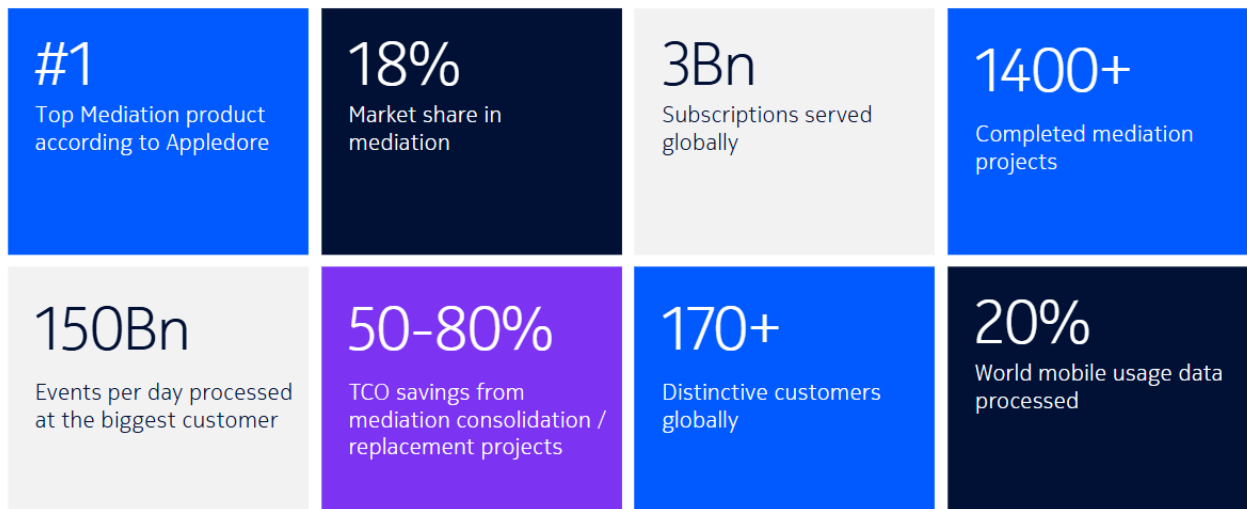 #1
Top Mediation product
according to Appledore
18%
Market share in
mediation
3Bn
Subscriptions served
globally
1400+
Completed mediation
projects
150Bn
Events per day processed
at the biggest customer
50-80%
TCO savings from
mediation consolidation /
replacement projects
170+
Distinctive customers
globally
20%
World mobile usage data
processed